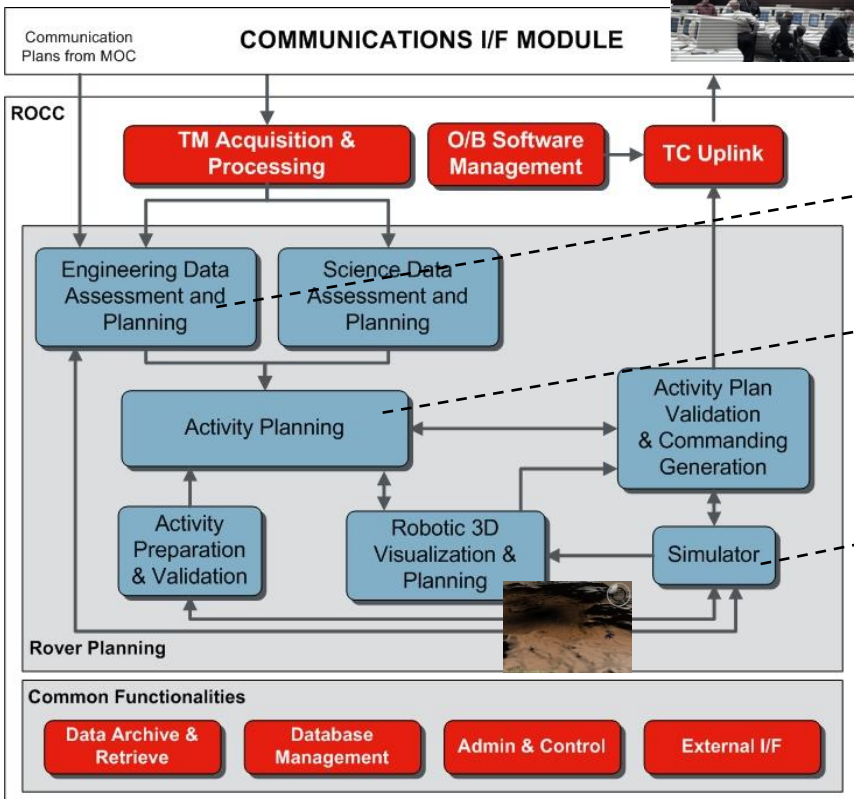 Communication
Plans from MOC
COMMUNICATIONS I/F MODULE
ROCC
TM Acquisition &
Processing
O/B Software
Management
TC Uplink
Engineering Data
Assessment and
Planning
Science Data
Assessment and
Planning
Activity Planning
Activity Plan
Validation
& Commanding
Generation
Activity
Preparation
& Validation
Robotic 3D
Visualization &
Planning
Simulator
Rover Planning
Common Functionalities
Data Archive &
Retrieve
Database
Management
Admin & Control
External I/F